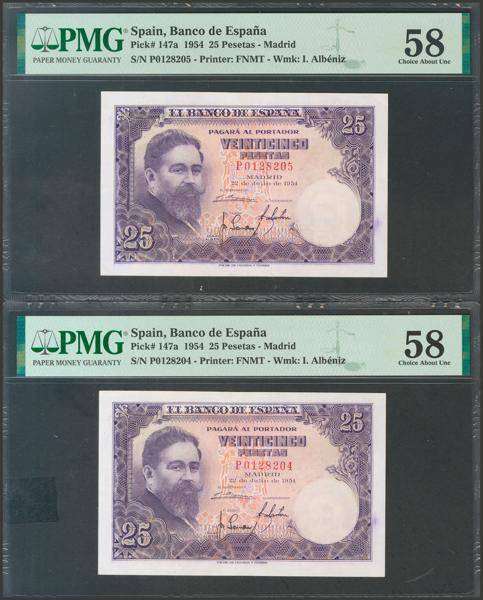 PMG
PAPER MONEY GUARANTY
Spain, Banco de España
Pick# 147a 1954 25 Pesetas - Madrid
S/N P0128205 - Printer: FNMT - Wmk: I. Albéniz
58
Choice About Unc
EL BANCO DE ESPAÑA
PAGARÁ AL PORTADOR
25
VEINTICINCO
PESETAS
P0128205
MADRID
22 de Julio de 1954
25
PMG
PAPER MONEY GUARANTY
Spain, Banco de España
Pick# 147a 1954 25 Pesetas - Madrid
S/N P0128204 - Printer: FNMT - Wmk: I. Albéniz
58
Choice About Unc
EL BANCO DE ESPAÑA
PAGARÁ AL PORTADOR
25
VEINTICINCO
PESETAS
P0128204
MADRID
22 de Julio de 1954
25